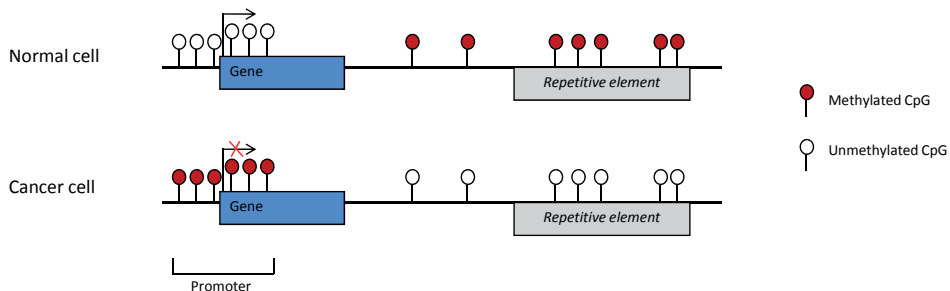 Normal cell
Gene
Repetitive element
Methylated CpG
Unmethylated CpG
Cancer cell
Gene
Repetitive element
Promoter